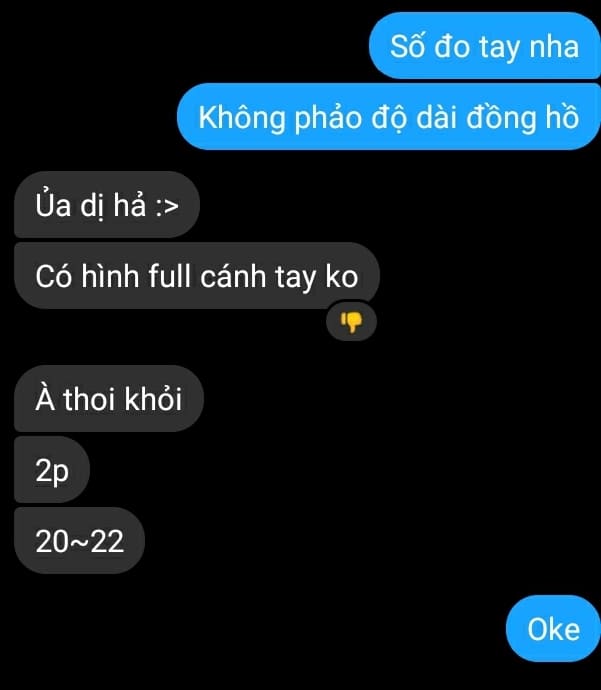 Số đo tay nha
Không phảo độ dài đồng hồ
Ủa dị hả :>
Có hình full cánh tay ko
À thoi khỏi
2p
20~22
Oke